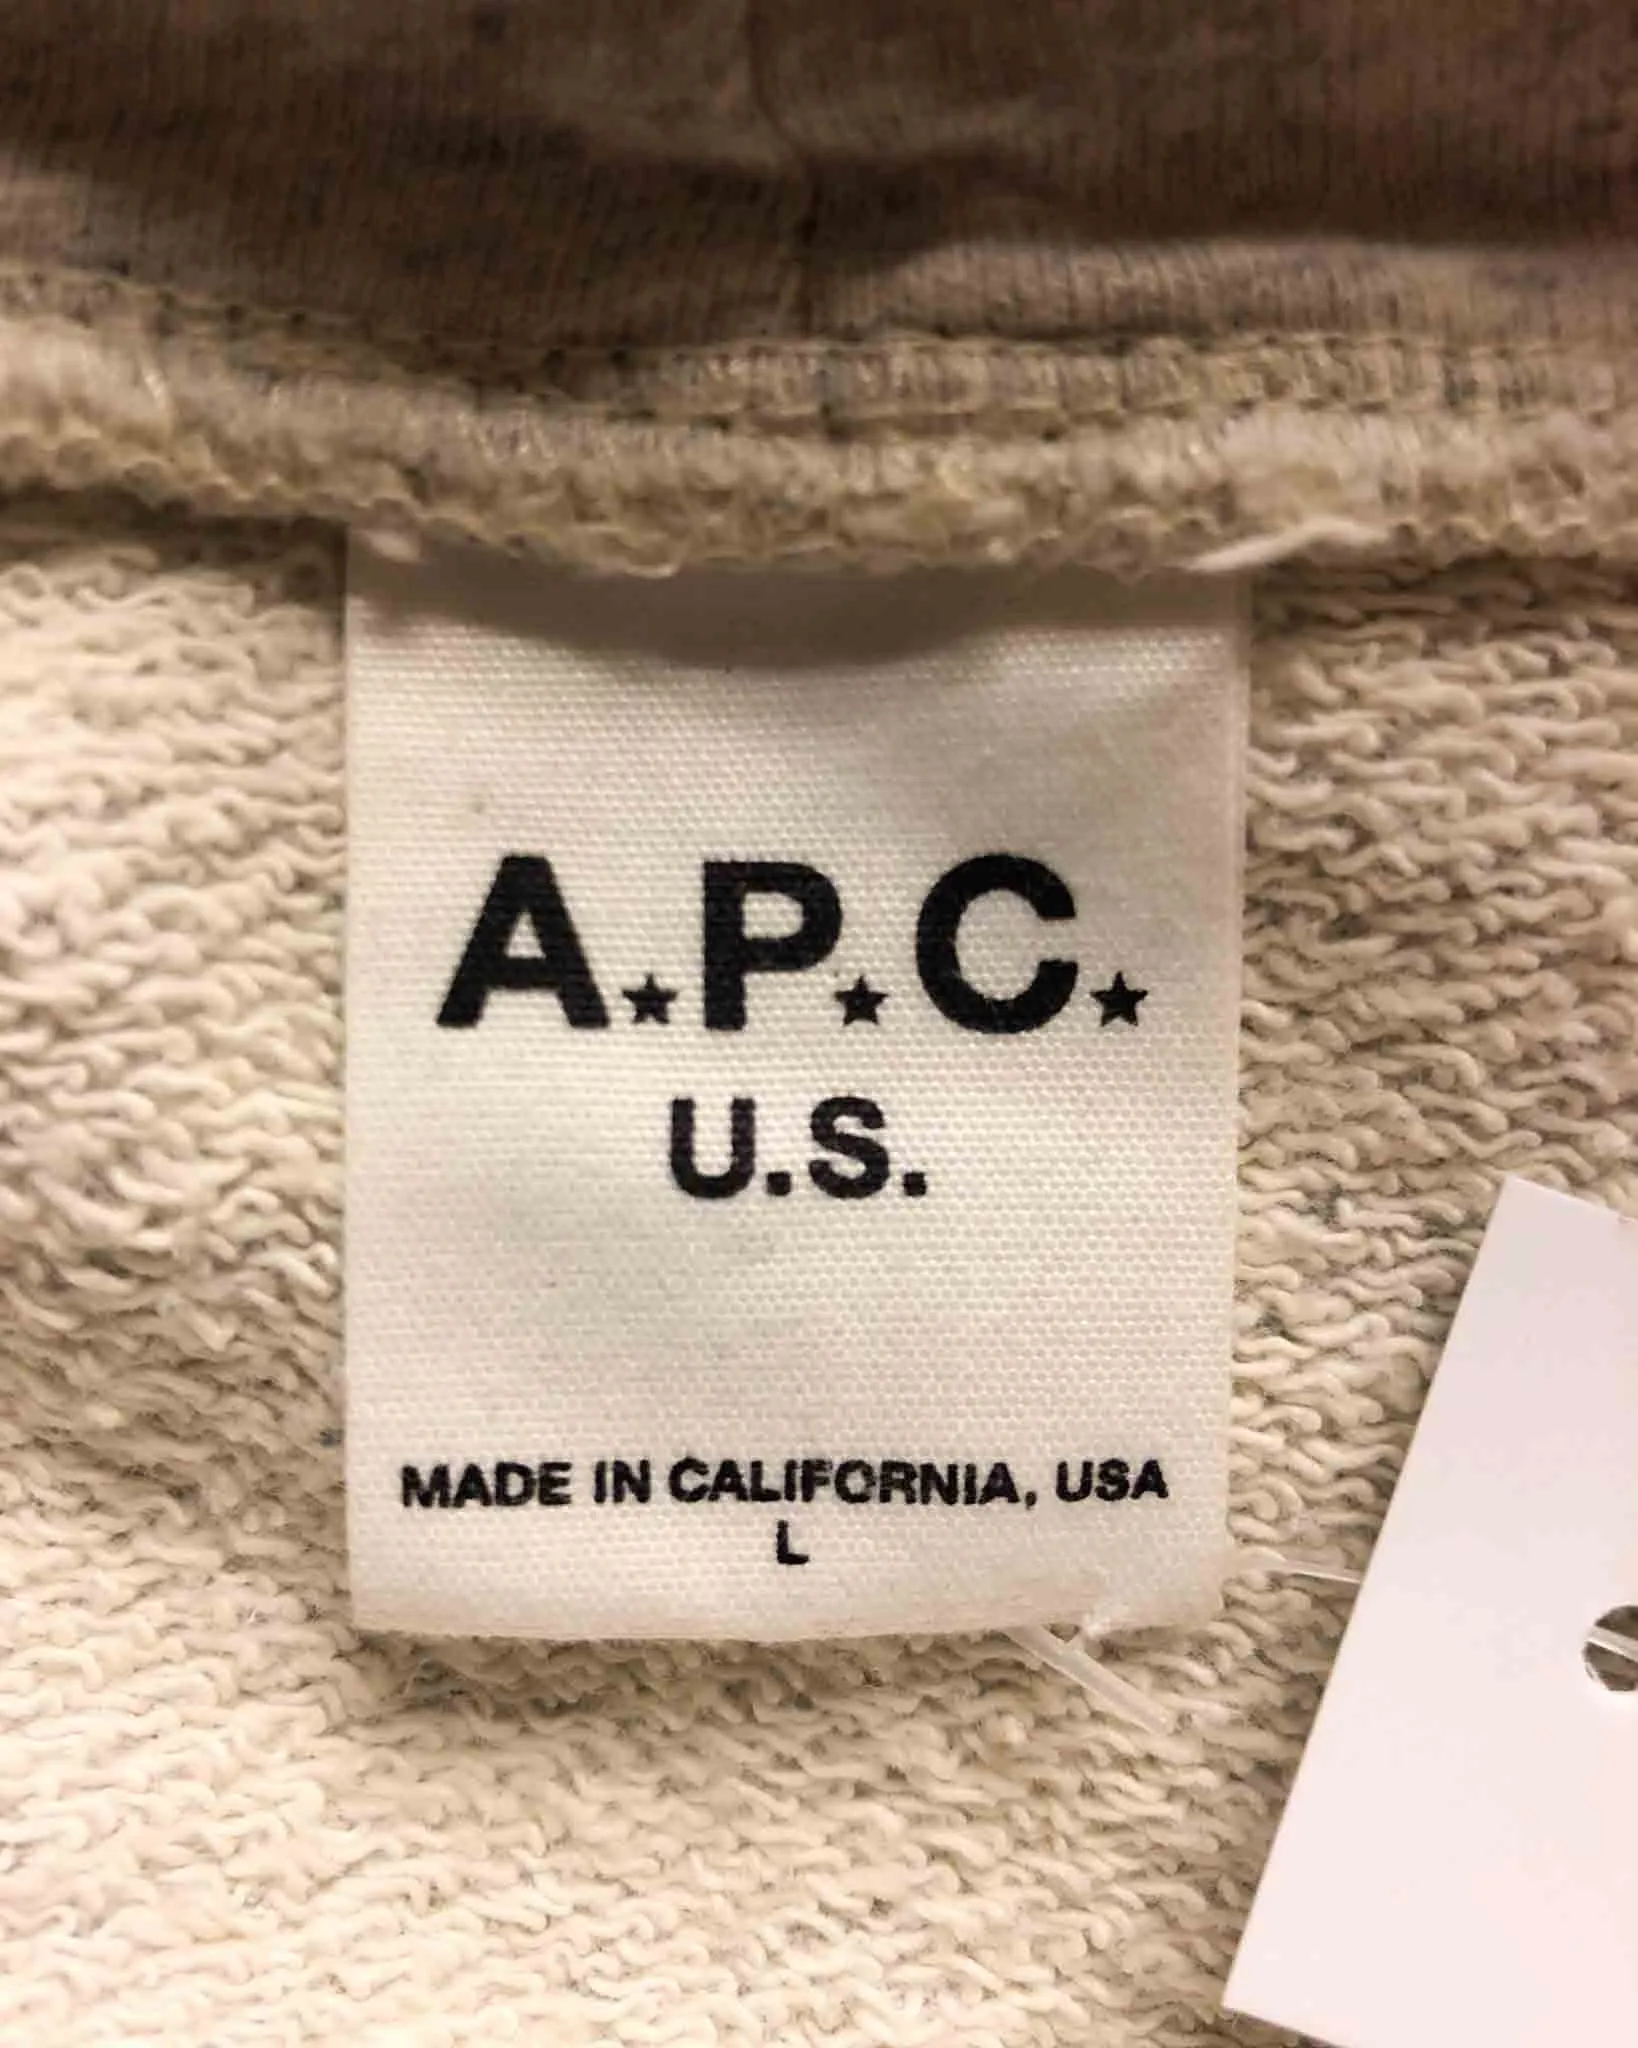 A★P★C★
U.S.
MADE IN CALIFORNIA, USA
L